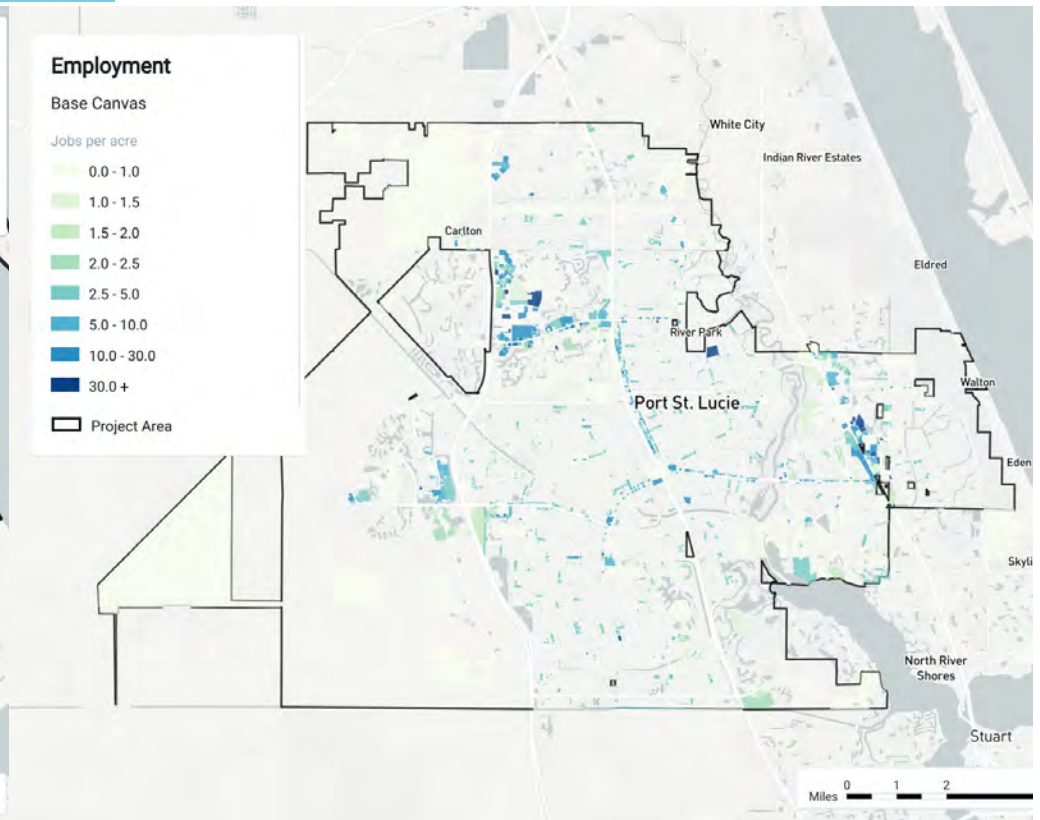 Employment
Base Canvas
Jobs per acre
0.0 - 1.0
1.0 - 1.5
1.5 - 2.0
2.0 - 2.5
2.5 - 5.0
5.0 - 10.0
10.0 - 30.0
30.0 +
Project Area
White City
Indian River Estates
Carlton
Eldred
River Park
Walton
Port St. Lucie
Eden
Skyli
North River
Shores
Stuart
0 1 2
Miles